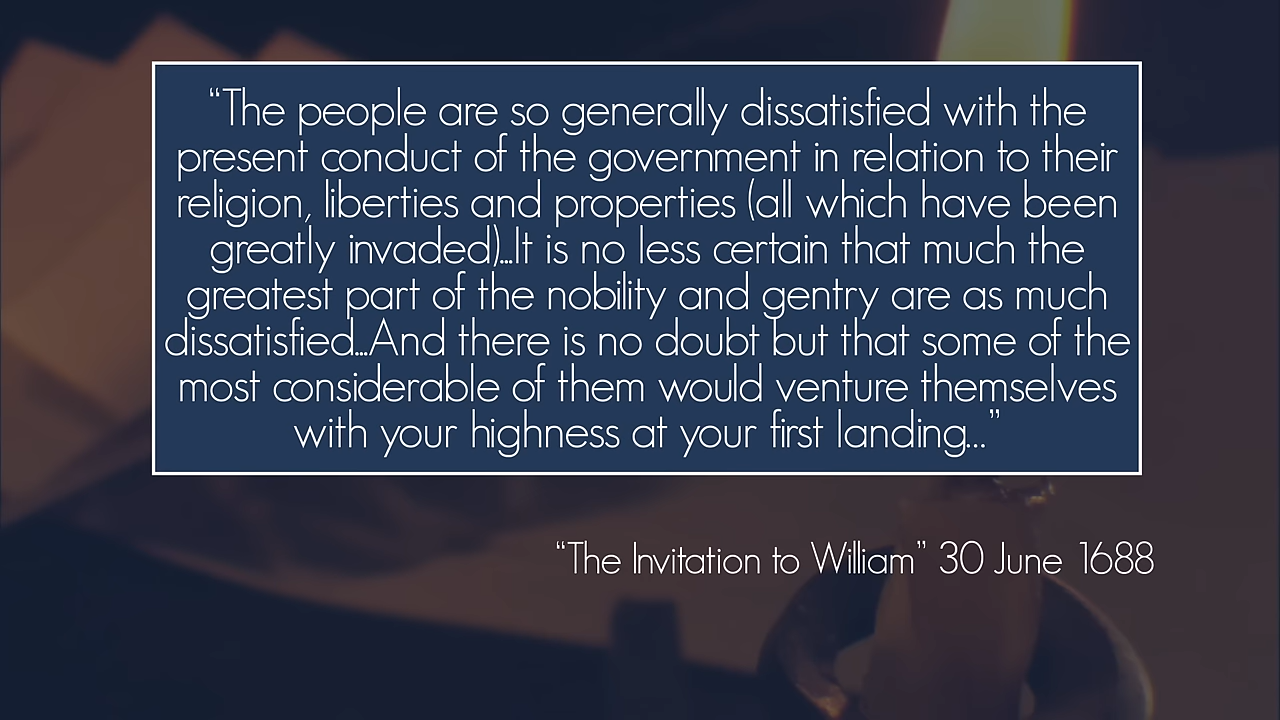 “The people are so generally dissatisfied with the
present conduct of the government in relation to their
religion, liberties and properties (all which have been
greatly invaded)...It is no less certain that much the
greatest part of the nobility and gentry are as much
dissatisfied...And there is no doubt but that some of the
most considerable of them would venture themselves
with your highness at your first landing...”
“The Invitation to William” 30 June 1688